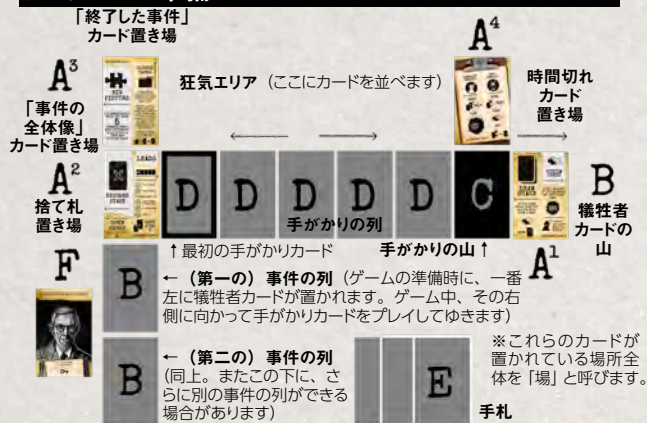 「終了した事件」
カード置き場
A4
A3
狂気エリア（ここにカードを並べます）
時間切れ
カード
置き場
「事件の
全体像」
カード置き場
A2
捨て札
置き場
LEADS
D
D
D
D
D
C
手がかりの列
B
犠牲者
カードの
山
↑最初の手がかりカード
手がかりの山↑
A1
F
B
←（第一の）事件の列（ゲームの準備時に、一番
左に犠牲者カードが置かれます。ゲーム中、その右
側に向かって手がかりカードをプレイしてゆきます）
B
←（第二の）事件の列
（同上。またこの下に、さ
らに別の事件の列ができる
場合があります）
E
手札
※これらのカードが
置かれている場所全
体を「場」と呼びます。